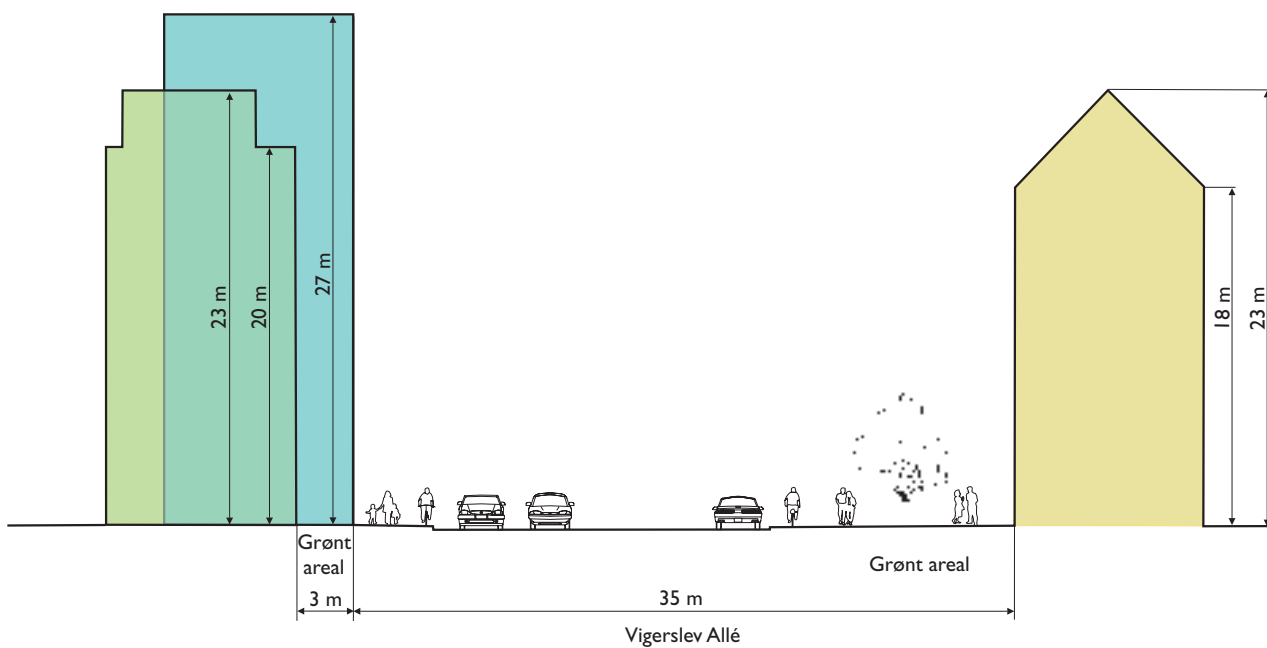 23 m
20 m
27 m
18 m
23 m
Grønt
areal
3 m
35 m
Grønt areal
Vigerslev Allé